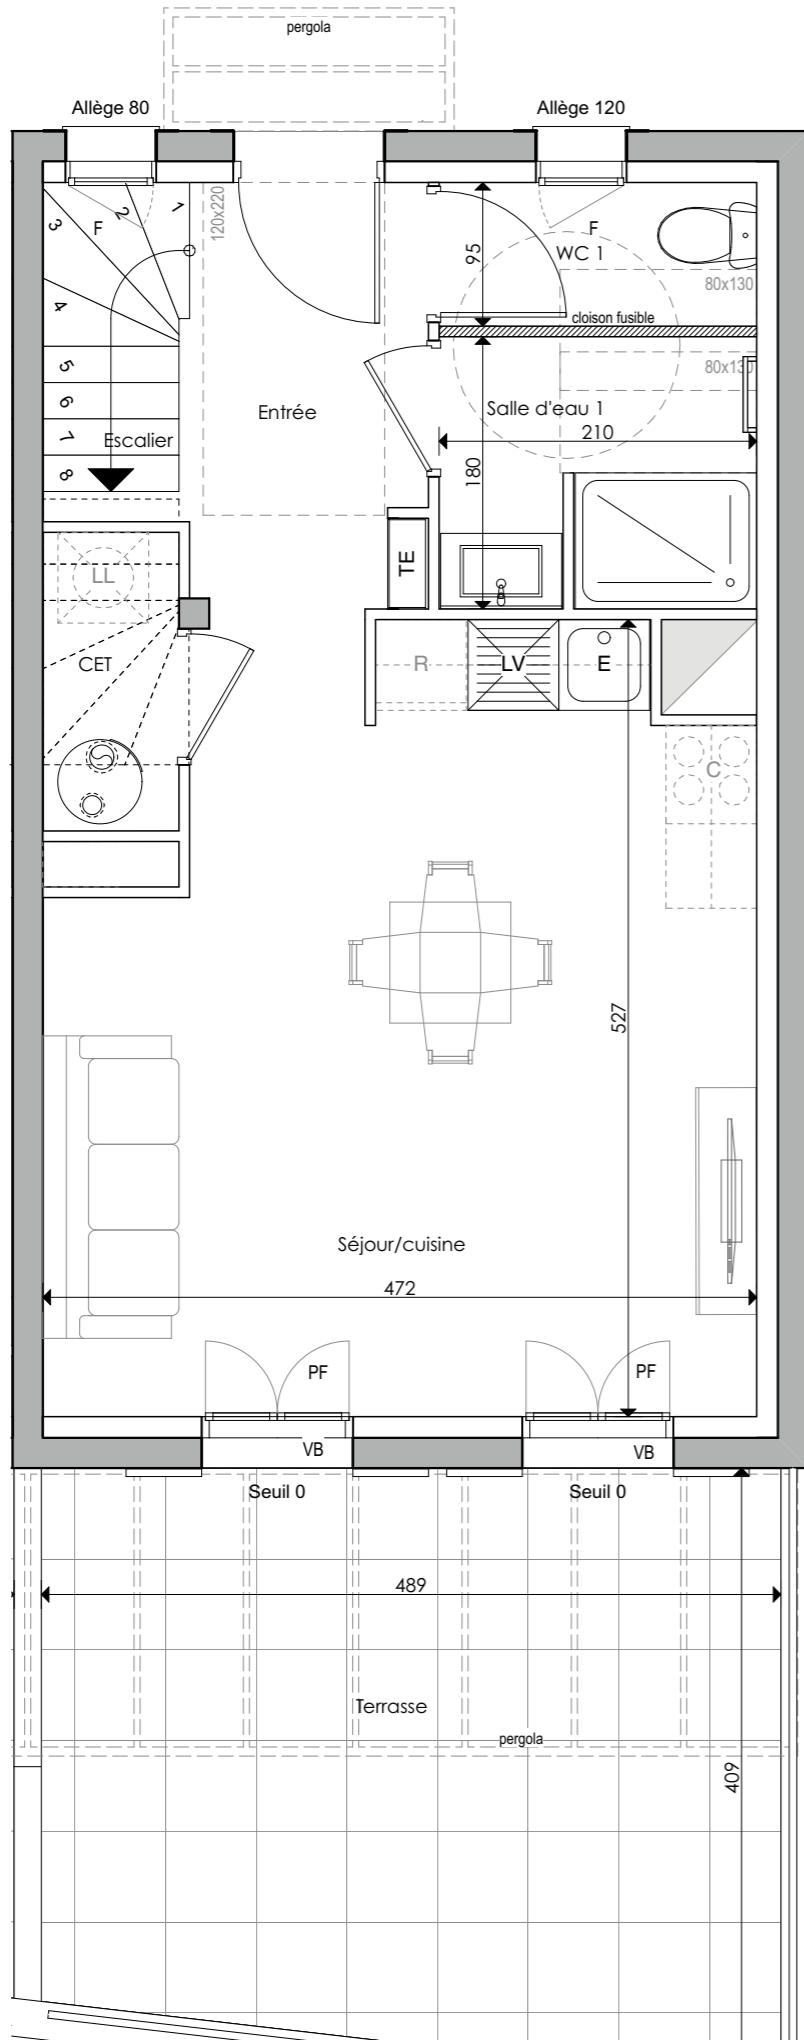 pergola
Allège 80
Allège 120
1
2
3
F
4
5
6
7
8
Escalier
120x220
Entrée
95
F
WC 1
80x130
cloison fusible
80x130
Salle d'eau 1
210
180
TE
LL
CET
R
LV
E
C
527
Séjour/cuisine
472
PF
PF
VB
VB
Seuil 0
Seuil 0
489
Terrasse
pergola
409